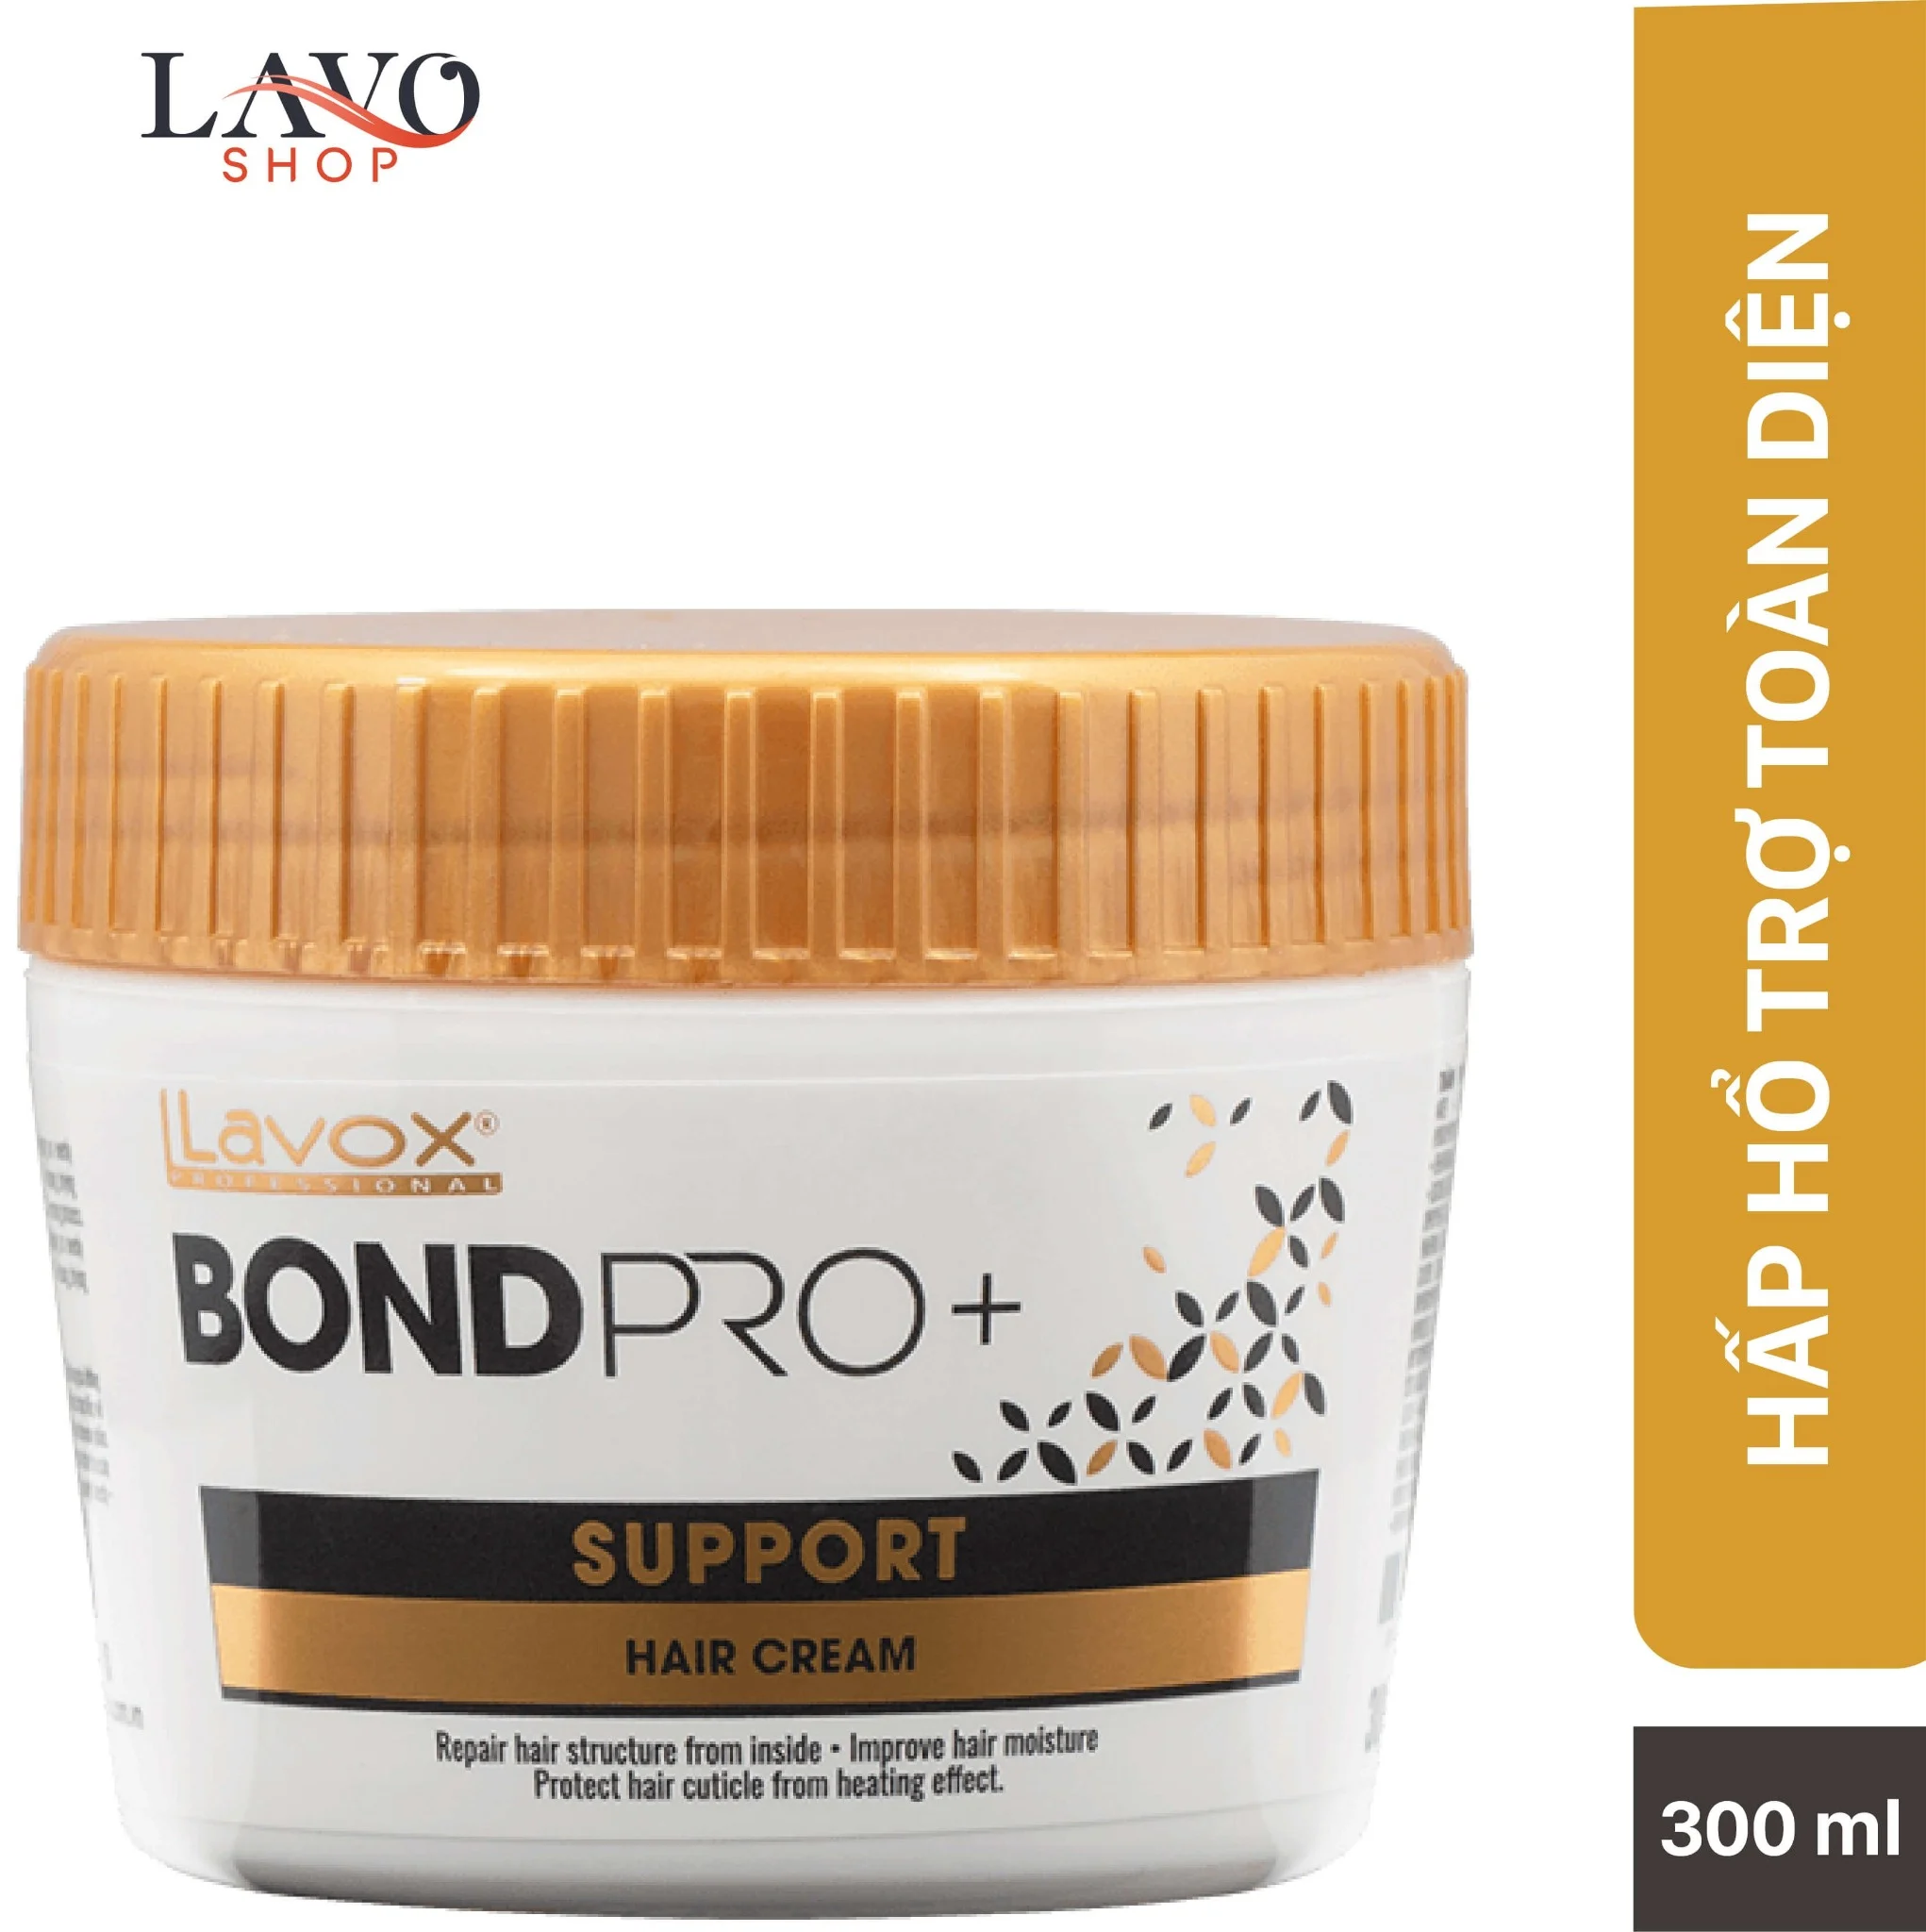 LAVO
SHOP
Lavox®
PROFESSIONAL
BONDPRO+
SUPPORT
HAIR CREAM
Repair hair structure from inside • Improve hair moisture
Protect hair cuticle from heating effect.
HẤP HỔ TRỢ TOÀN DIỆN
300 ml